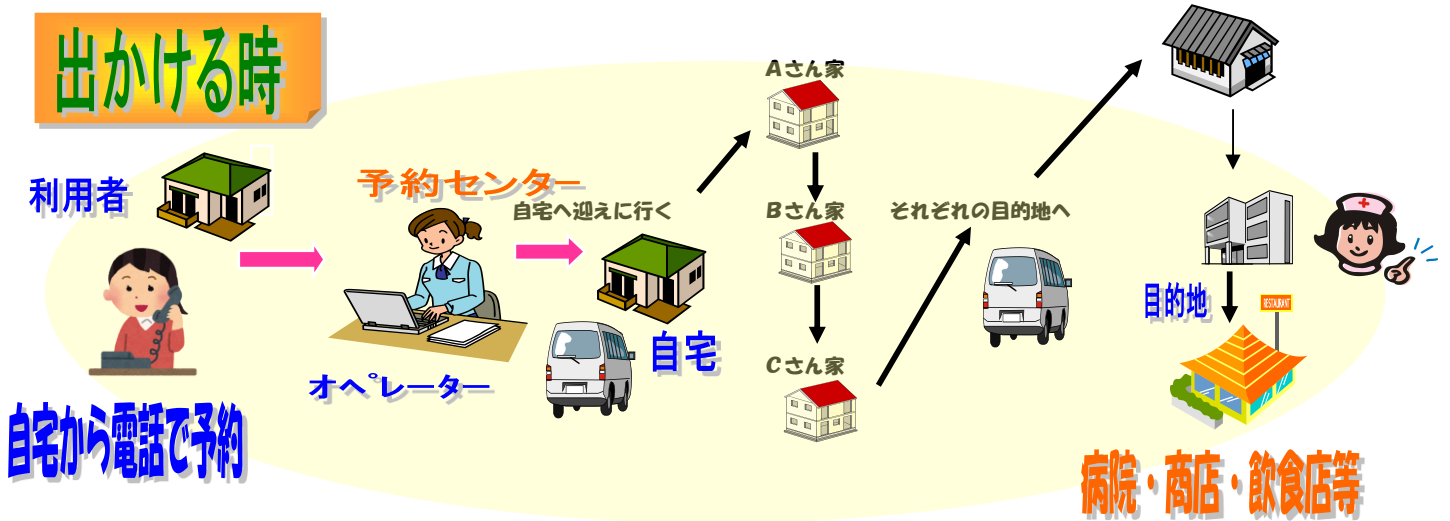 出かける時
利用者
自宅から電話で予約
予約センター
オペレーター
自宅へ迎えに行く
自宅
Aさん家
Bさん家
Cさん家
それぞれの目的地へ
目的地
RESTAURANT
病院・商店・飲食店等